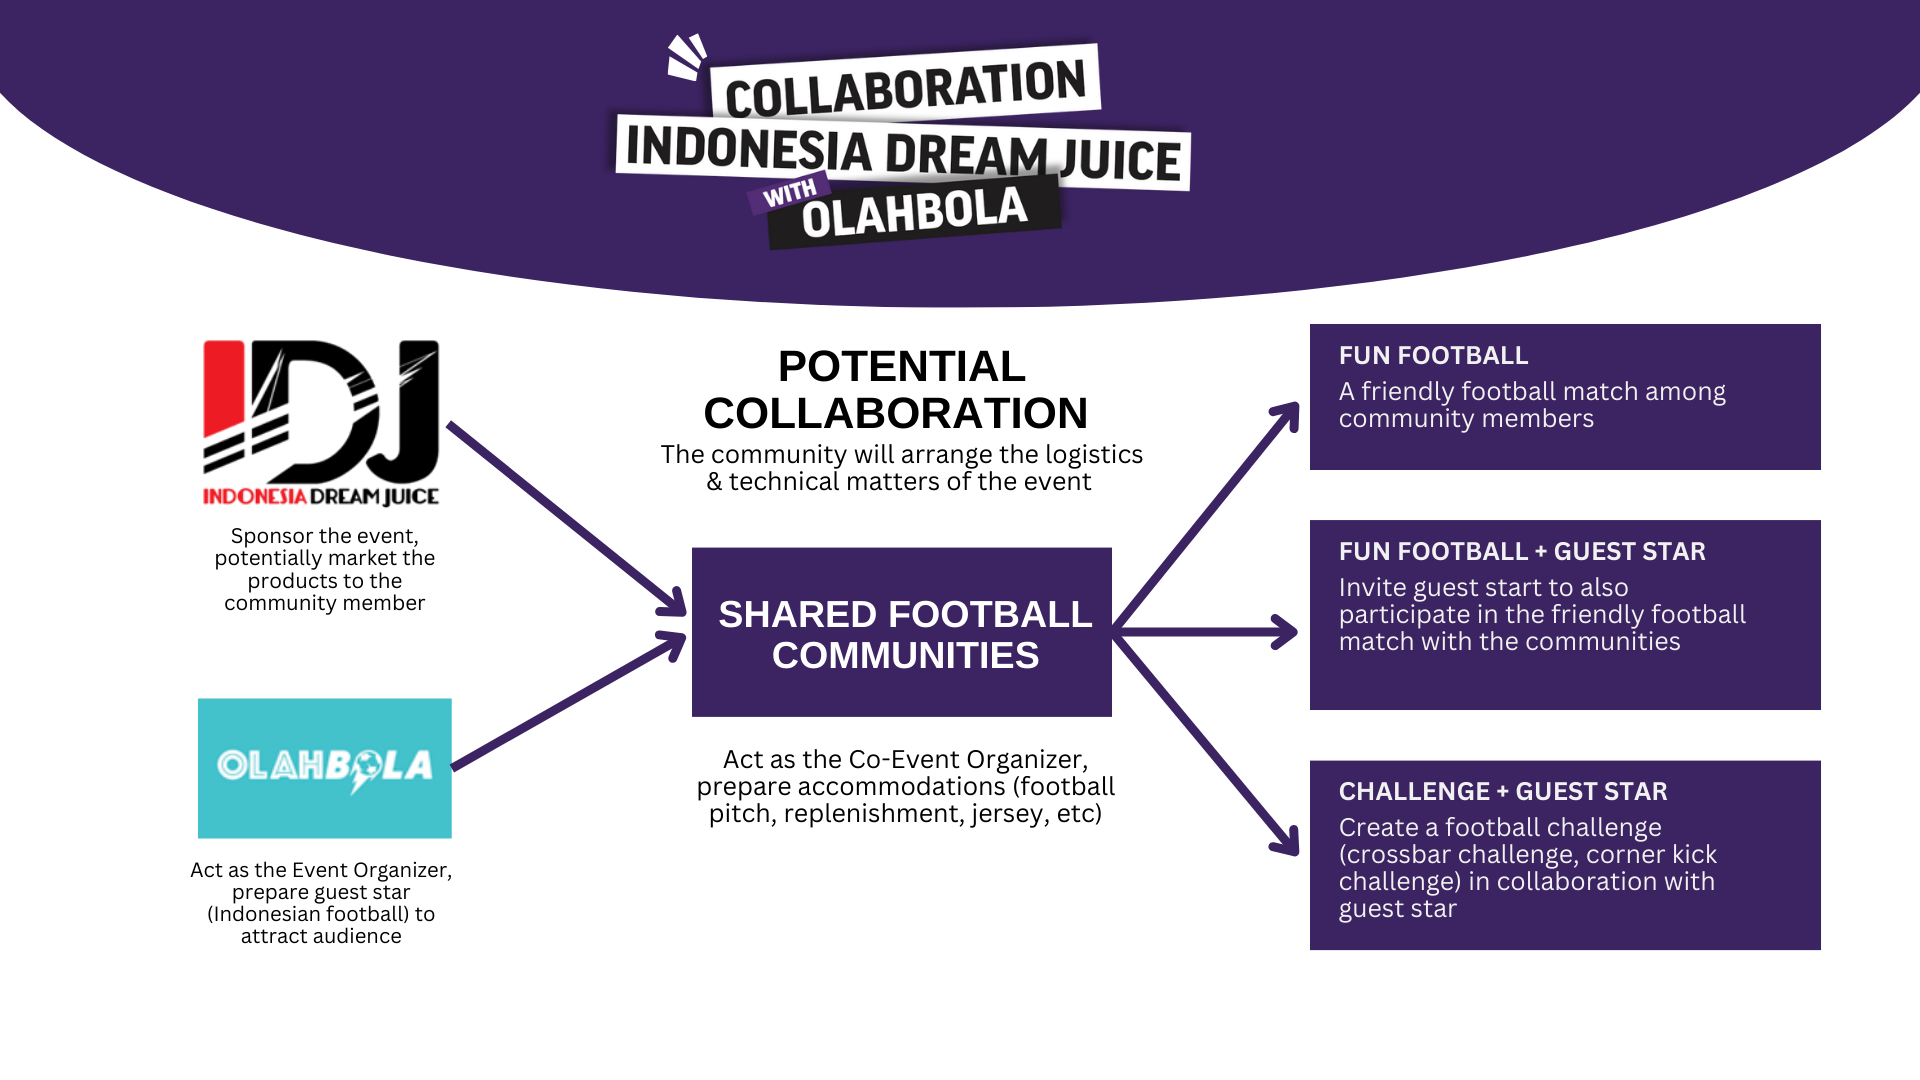 COLLABORATION
INDONESIA DREAM JUICE
WITH
OLAHBOLA
IDJ
INDONESIA DREAM JUICE
Sponsor the event,
potentially market the
products to the
community member
OLAHBOLA
Act as the Event Organizer,
prepare guest star
(Indonesian football) to
attract audience
POTENTIAL
COLLABORATION
The community will arrange the logistics
& technical matters of the event
SHARED FOOTBALL
COMMUNITIES
Act as the Co-Event Organizer,
prepare accommodations (football
pitch, replenishment, jersey, etc)
FUN FOOTBALL
A friendly football match among
community members
FUN FOOTBALL + GUEST STAR
Invite guest start to also
participate in the friendly football
match with the communities
CHALLENGE + GUEST STAR
Create a football challenge
(crossbar challenge, corner kick
challenge) in collaboration with
guest star